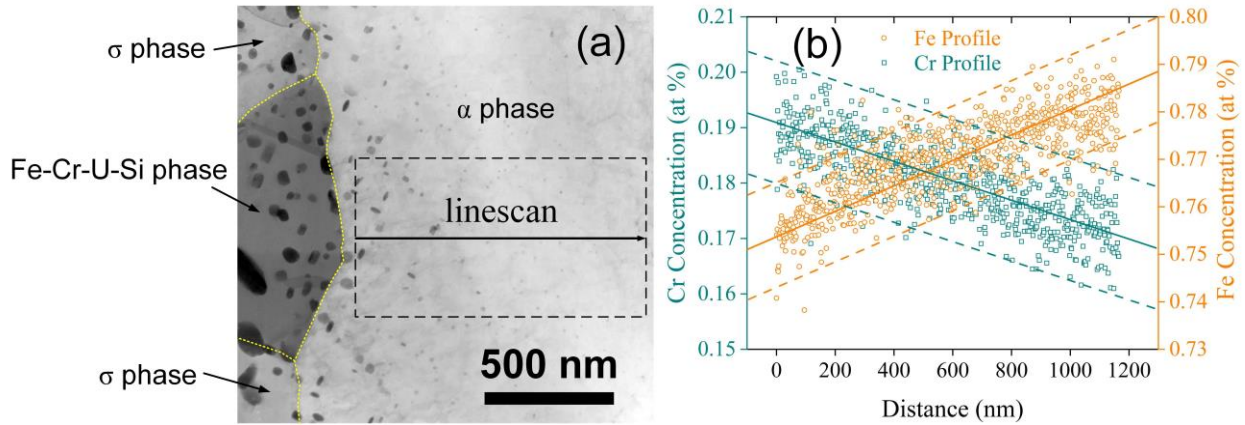 σ phase
(a)
α phase
Fe-Cr-U-Si phase
linescan
500 nm
σ phase
(b)
Fe Profile
Cr Profile
Cr Concentration (at %)
0.21
0.20
0.19
0.18
0.17
0.16
0.15
Fe Concentration (at %)
0.80
0.79
0.78
0.77
0.76
0.75
0.74
0.73
0 200 400 600 800 1000 1200
Distance (nm)